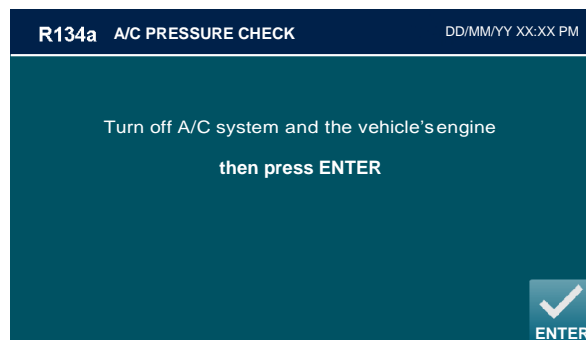 R134a A/C PRESSURE CHECK DD/MM/YY XX:XX PM
Turn off A/C system and the vehicle's engine
then press ENTER
ENTER